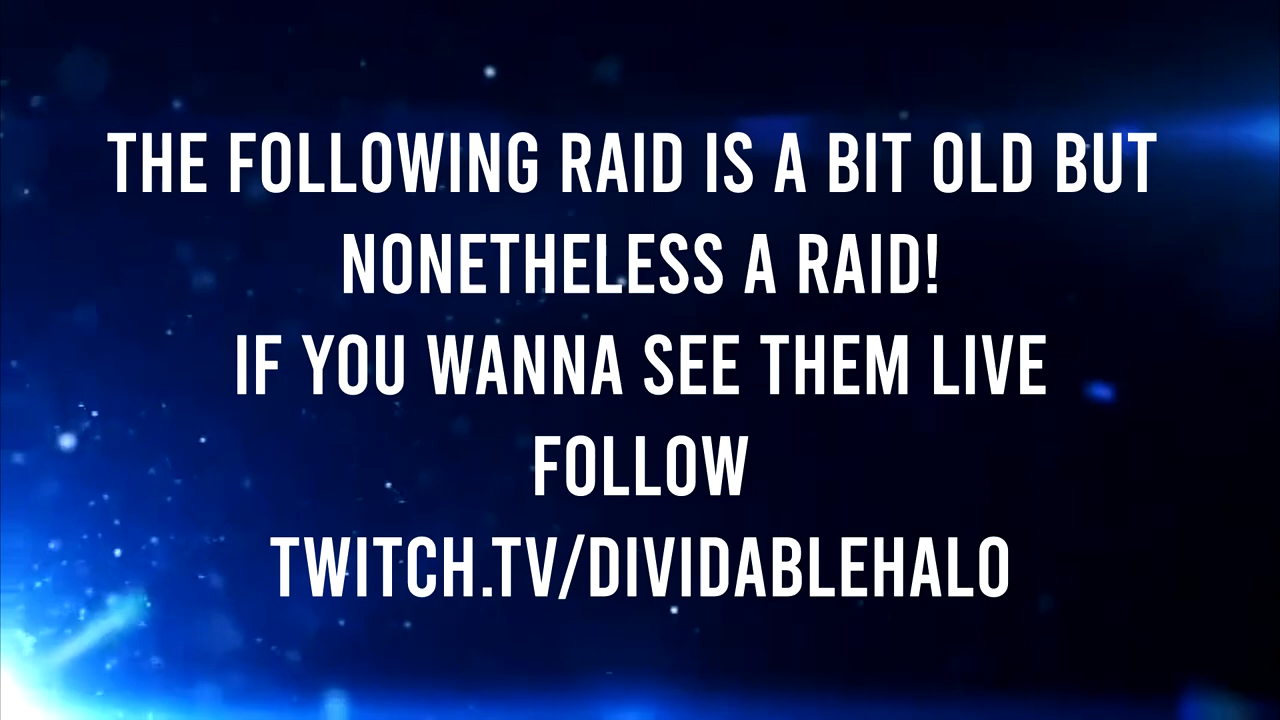 THE FOLLOWING RAID IS A BIT OLD BUT
NONETHELESS A RAID!
IF YOU WANNA SEE THEM LIVE
FOLLOW
TWITCH.TV/DIVIDABLEHALO